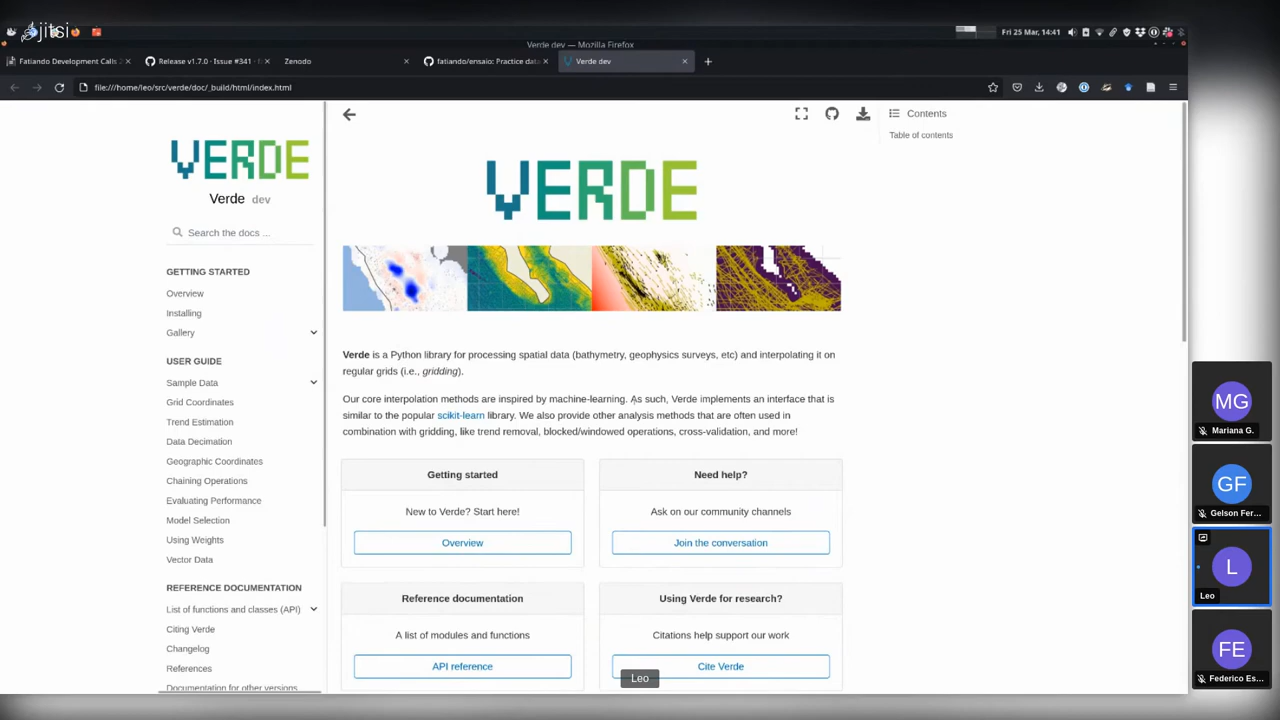 jitsi
Fri 25 Mar, 14:41
Verde dev — Mozilla Firefox
Fatiando Development Calls 2
Release v1.7.0 · Issue #341 · f
Zenodo
fatiando/ensaio: Practice dat
Verde dev
file:///home/leo/src/verde/doc/_build/html/index.html
VERDE
Verde dev
Search the docs ...
GETTING STARTED
Overview
Installing
Gallery
USER GUIDE
Sample Data
Grid Coordinates
Trend Estimation
Data Decimation
Geographic Coordinates
Chaining Operations
Evaluating Performance
Model Selection
Using Weights
Vector Data
REFERENCE DOCUMENTATION
List of functions and classes (API)
Citing Verde
Changelog
References
Documentation for other versions
VERDE
Verde is a Python library for processing spatial data (bathymetry, geophysics surveys, etc) and interpolating it on
regular grids (i.e., gridding).
Our core interpolation methods are inspired by machine-learning. As such, Verde implements an interface that is
similar to the popular scikit-learn library. We also provide other analysis methods that are often used in
combination with gridding, like trend removal, blocked/windowed operations, cross-validation, and more!
Getting started
New to Verde? Start here!
Overview
Need help?
Ask on our community channels
Join the conversation
Reference documentation
A list of modules and functions
API reference
Using Verde for research?
Citations help support our work
Cite Verde
Contents
Table of contents
Leo
MG
Mariana G.
GF
Gelson Fer...
L
Leo
FE
Federico Es...